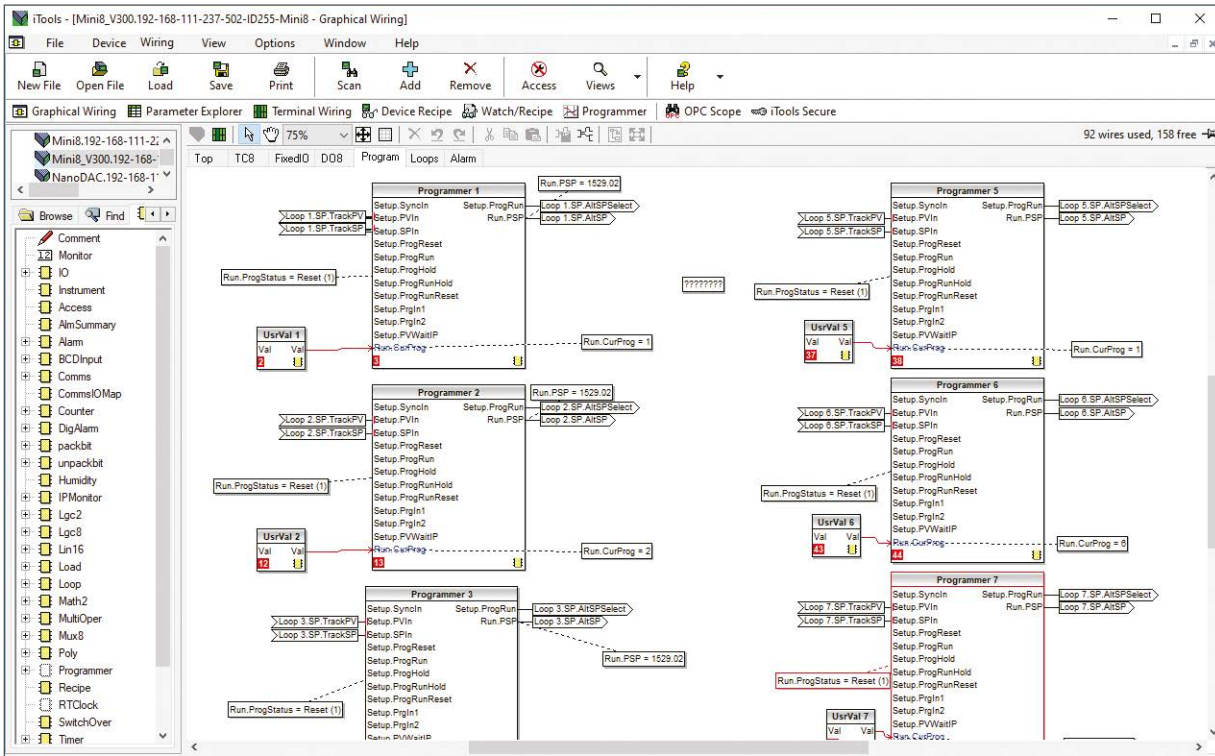 iTools - [Mini8_V300.192-168-111-237-502-ID255-Mini8 - Graphical Wiring]
File Device Wiring View Options Window Help
New File Open File Load Save Print Scan Add Remove Access Views Help
Graphical Wiring Parameter Explorer Terminal Wiring Device Recipe Watch/Recipe Programmer OPC Scope iTools Secure
Mini8.192-168-111-2
Mini8_V300.192-168-
NanoDAC.192-168-1
75%
92 wires used, 158 free
Top TC8 FixedIO DO8 Program Loops Alarm
Browse Find
Comment
Monitor
IO
Instrument
Access
AlmSummary
Alarm
BCDInput
Comms
CommsIOMap
Counter
DigAlarm
packbit
unpackbit
Humidity
IPMonitor
Lgc2
Lgc8
Lin16
Load
Loop
Math2
MultiOper
Mux8
Poly
Programmer
Recipe
RTClock
SwitchOver
Timer
Programmer 1
Run.PSP = 1529.02
Setup.SyncIn Setup.ProgRun Loop 1.SP.AltSPSelect
Loop 1.SP.TrackPV Setup.PVIn Run.PSP Loop 1.SP.AltSP
Loop 1.SP.TrackSP Setup.SPIn
Setup.ProgReset
Setup.ProgRun
Setup.ProgHold
Run.ProgStatus = Reset (1)
Setup.ProgRunHold
Setup.ProgRunReset
Setup.PrgIn1
Setup.PrgIn2
Setup.PVWaitIP
UsrVal 1
Val Val
Run.CurProg
Run.CurProg = 1
2
3
Programmer 2
Run.PSP = 1529.02
Setup.SyncIn Setup.ProgRun Loop 2.SP.AltSPSelect
Loop 2.SP.TrackPV Setup.PVIn Run.PSP Loop 2.SP.AltSP
Loop 2.SP.TrackSP Setup.SPIn
Setup.ProgReset
Setup.ProgRun
Setup.ProgHold
Run.ProgStatus = Reset (1)
Setup.ProgRunHold
Setup.ProgRunReset
Setup.PrgIn1
Setup.PrgIn2
Setup.PVWaitIP
UsrVal 2
Val Val
Run.CurProg
Run.CurProg = 2
12
13
Programmer 3
Setup.SyncIn Setup.ProgRun Loop 3.SP.AltSPSelect
Loop 3.SP.TrackPV Setup.PVIn Run.PSP Loop 3.SP.AltSP
Loop 3.SP.TrackSP Setup.SPIn
Setup.ProgReset
Setup.ProgRun
Run.PSP = 1529.02
Setup.ProgHold
Setup.ProgRunHold
Setup.ProgRunReset
Run.ProgStatus = Reset (1)
Setup.PrgIn1
Setup.PrgIn2
Setup.PVWaitIP
????????
Programmer 5
Setup.SyncIn Setup.ProgRun Loop 5.SP.AltSPSelect
Loop 5.SP.TrackPV Setup.PVIn Run.PSP Loop 5.SP.AltSP
Loop 5.SP.TrackSP Setup.SPIn
Setup.ProgReset
Setup.ProgRun
Setup.ProgHold
Setup.ProgRunHold
Run.ProgStatus = Reset (1)
Setup.ProgRunReset
Setup.PrgIn1
Setup.PrgIn2
Setup.PVWaitIP
UsrVal 5
Val Val
Run.CurProg
Run.CurProg = 1
37
38
Programmer 6
Setup.SyncIn Setup.ProgRun Loop 6.SP.AltSPSelect
Loop 6.SP.TrackPV Setup.PVIn Run.PSP Loop 6.SP.AltSP
Loop 6.SP.TrackSP Setup.SPIn
Setup.ProgReset
Setup.ProgRun
Setup.ProgHold
Setup.ProgRunHold
Run.ProgStatus = Reset (1)
Setup.ProgRunReset
Setup.PrgIn1
Setup.PrgIn2
Setup.PVWaitIP
UsrVal 6
Val Val
Run.CurProg
Run.CurProg = 6
43
44
Programmer 7
Setup.SyncIn Setup.ProgRun Loop 7.SP.AltSPSelect
Loop 7.SP.TrackPV Setup.PVIn Run.PSP Loop 7.SP.AltSP
Loop 7.SP.TrackSP Setup.SPIn
Setup.ProgReset
Setup.ProgRun
Setup.ProgHold
Setup.ProgRunHold
Run.ProgStatus = Reset (1)
Setup.ProgRunReset
Setup.PrgIn1
Setup.PrgIn2
Setup.PVWaitIP
UsrVal 7
Val Val
Run.CurProg